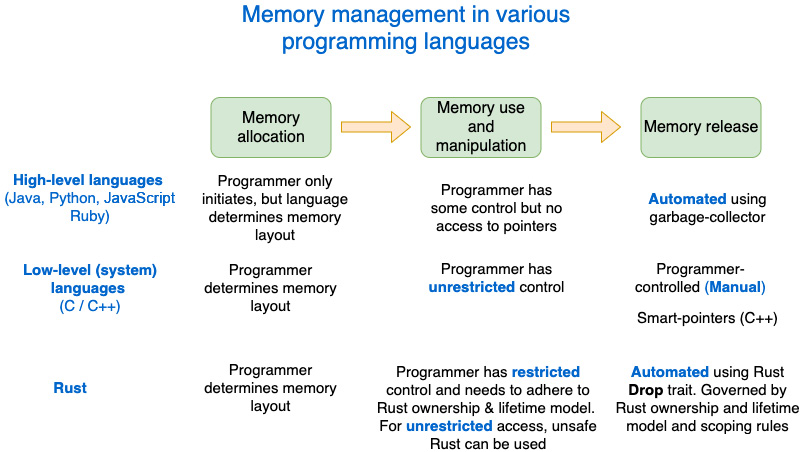 Memory management in various
programming languages
Memory
allocation
Memory use
and
manipulation
Memory release
High-level languages
(Java, Python, JavaScript
Ruby)
Programmer only
initiates, but language
determines memory
layout
Programmer has
some control but no
access to pointers
Automated using
garbage-collector
Low-level (system)
languages
(C / C++)
Programmer
determines memory
layout
Programmer has
unrestricted control
Programmer-
controlled (Manual)
Smart-pointers (C++)
Rust
Programmer
determines memory
layout
Programmer has restricted
control and needs to adhere to
Rust ownership & lifetime model.
For unrestricted access, unsafe
Rust can be used
Automated using Rust
Drop trait. Governed by
Rust ownership and lifetime
model and scoping rules